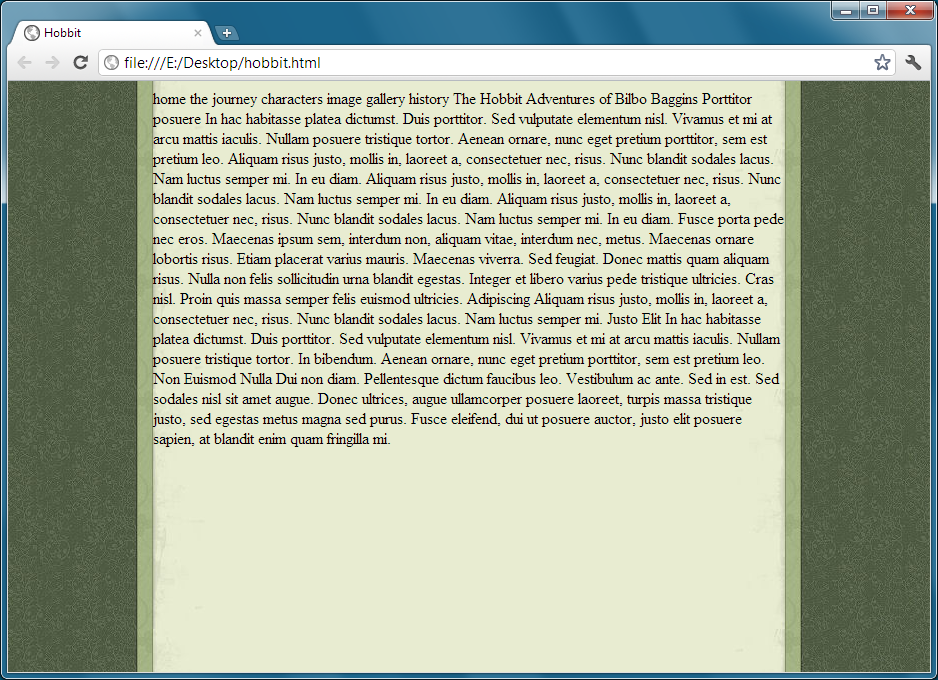 Hobbit
file:///E:/Desktop/hobbit.html
home the journey characters image gallery history The Hobbit Adventures of Bilbo Baggins Porttitor
posuere In hac habitasse platea dictumst. Duis porttitor. Sed vulputate elementum nisl. Vivamus et mi at
arcu mattis iaculis. Nullam posuere tristique tortor. Aenean ornare, nunc eget pretium porttitor, sem est
pretium leo. Aliquam risus justo, mollis in, laoreet a, consectetuer nec, risus. Nunc blandit sodales lacus.
Nam luctus semper mi. In eu diam. Aliquam risus justo, mollis in, laoreet a, consectetuer nec, risus. Nunc
blandit sodales lacus. Nam luctus semper mi. In eu diam. Aliquam risus justo, mollis in, laoreet a,
consectetuer nec, risus. Nunc blandit sodales lacus. Nam luctus semper mi. In eu diam. Fusce porta pede
nec eros. Maecenas ipsum sem, interdum non, aliquam vitae, interdum nec, metus. Maecenas ornare
lobortis risus. Etiam placerat varius mauris. Maecenas viverra. Sed feugiat. Donec mattis quam aliquam
risus. Nulla non felis sollicitudin urna blandit egestas. Integer et libero varius pede tristique ultricies. Cras
nisl. Proin quis massa semper felis euismod ultricies. Adipiscing Aliquam risus justo, mollis in, laoreet a,
consectetuer nec, risus. Nunc blandit sodales lacus. Nam luctus semper mi. Justo Elit In hac habitasse
platea dictumst. Duis porttitor. Sed vulputate elementum nisl. Vivamus et mi at arcu mattis iaculis. Nullam
posuere tristique tortor. In bibendum. Aenean ornare, nunc eget pretium porttitor, sem est pretium leo.
Non Euismod Nulla Dui non diam. Pellentesque dictum faucibus leo. Vestibulum ac ante. Sed in est. Sed
sodales nisl sit amet augue. Donec ultrices, augue ullamcorper posuere laoreet, turpis massa tristique
justo, sed egestas metus magna sed purus. Fusce eleifend, dui ut posuere auctor, justo elit posuere
sapien, at blandit enim quam fringilla mi.